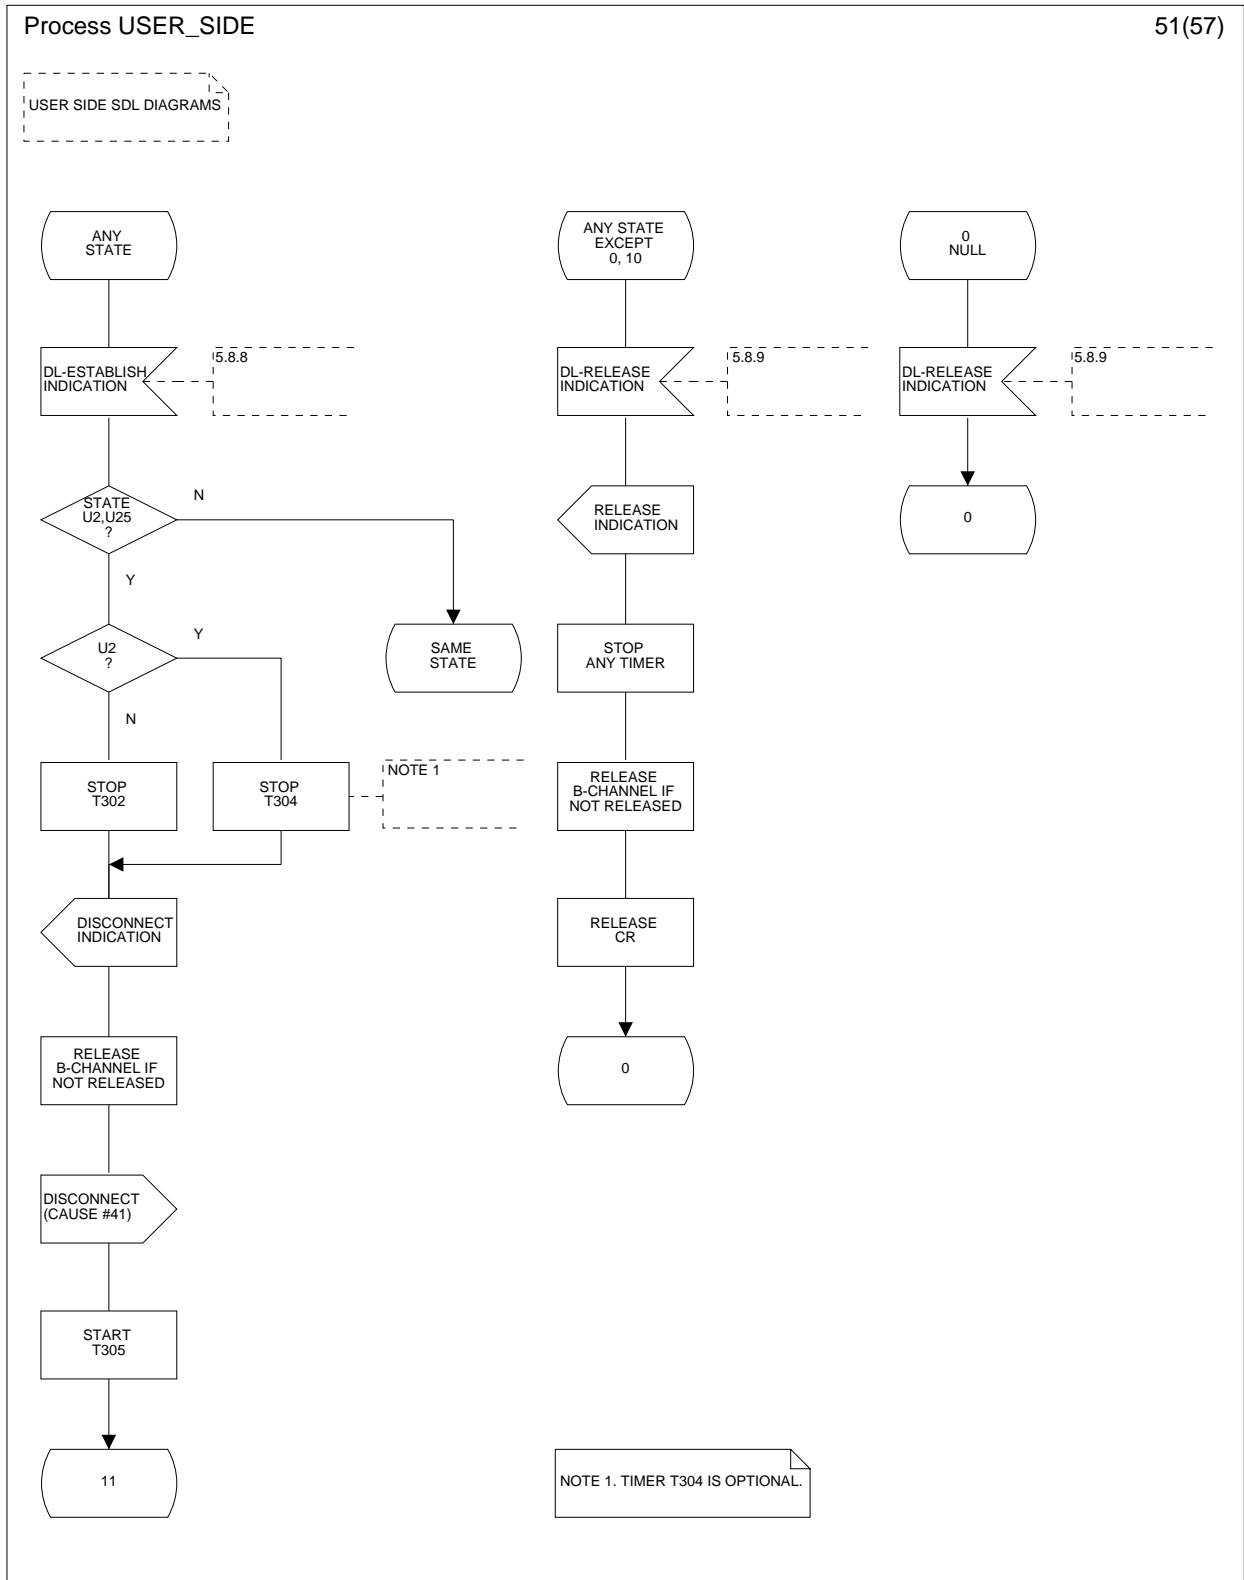 Process USER_SIDE
51(57)
USER SIDE SDL DIAGRAMS
ANY
STATE
DL-ESTABLISH
INDICATION
5.8.8
STATE
U2,U25
?
N
Y
U2
?
Y
N
SAME
STATE
STOP
T302
STOP
T304
NOTE 1
DISCONNECT
INDICATION
RELEASE
B-CHANNEL IF
NOT RELEASED
DISCONNECT
(CAUSE #41)
START
T305
11
ANY STATE
EXCEPT
0, 10
DL-RELEASE
INDICATION
5.8.9
RELEASE
INDICATION
STOP
ANY TIMER
RELEASE
B-CHANNEL IF
NOT RELEASED
RELEASE
CR
0
0
NULL
DL-RELEASE
INDICATION
5.8.9
0
NOTE 1. TIMER T304 IS OPTIONAL.